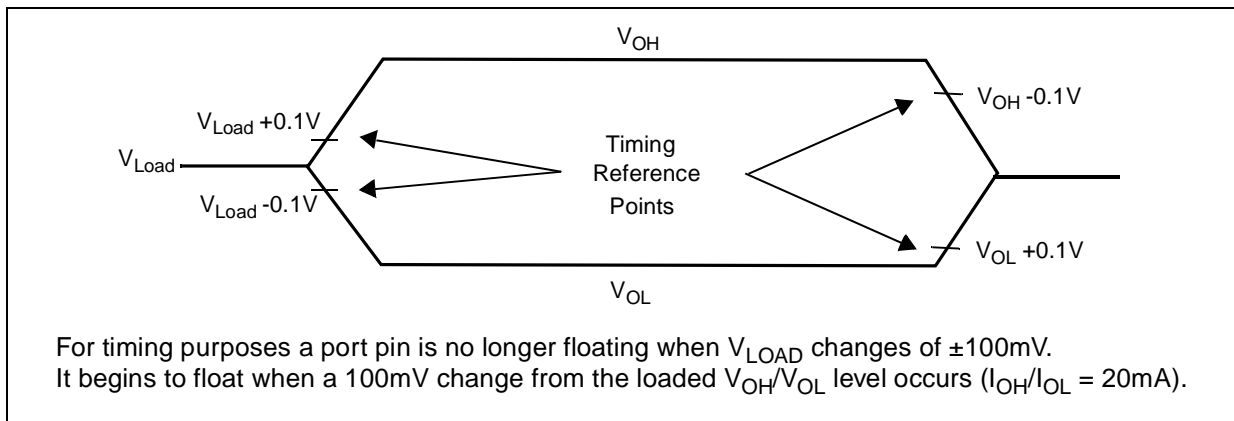 VOH
VLoad +0.1V
VLoad
VLoad -0.1V
Timing
Reference
Points
VOH -0.1V
VOL +0.1V
VOL
For timing purposes a port pin is no longer floating when VLOAD changes of ±100mV.
It begins to float when a 100mV change from the loaded VOH/VOL level occurs (IOH/IOL = 20mA).